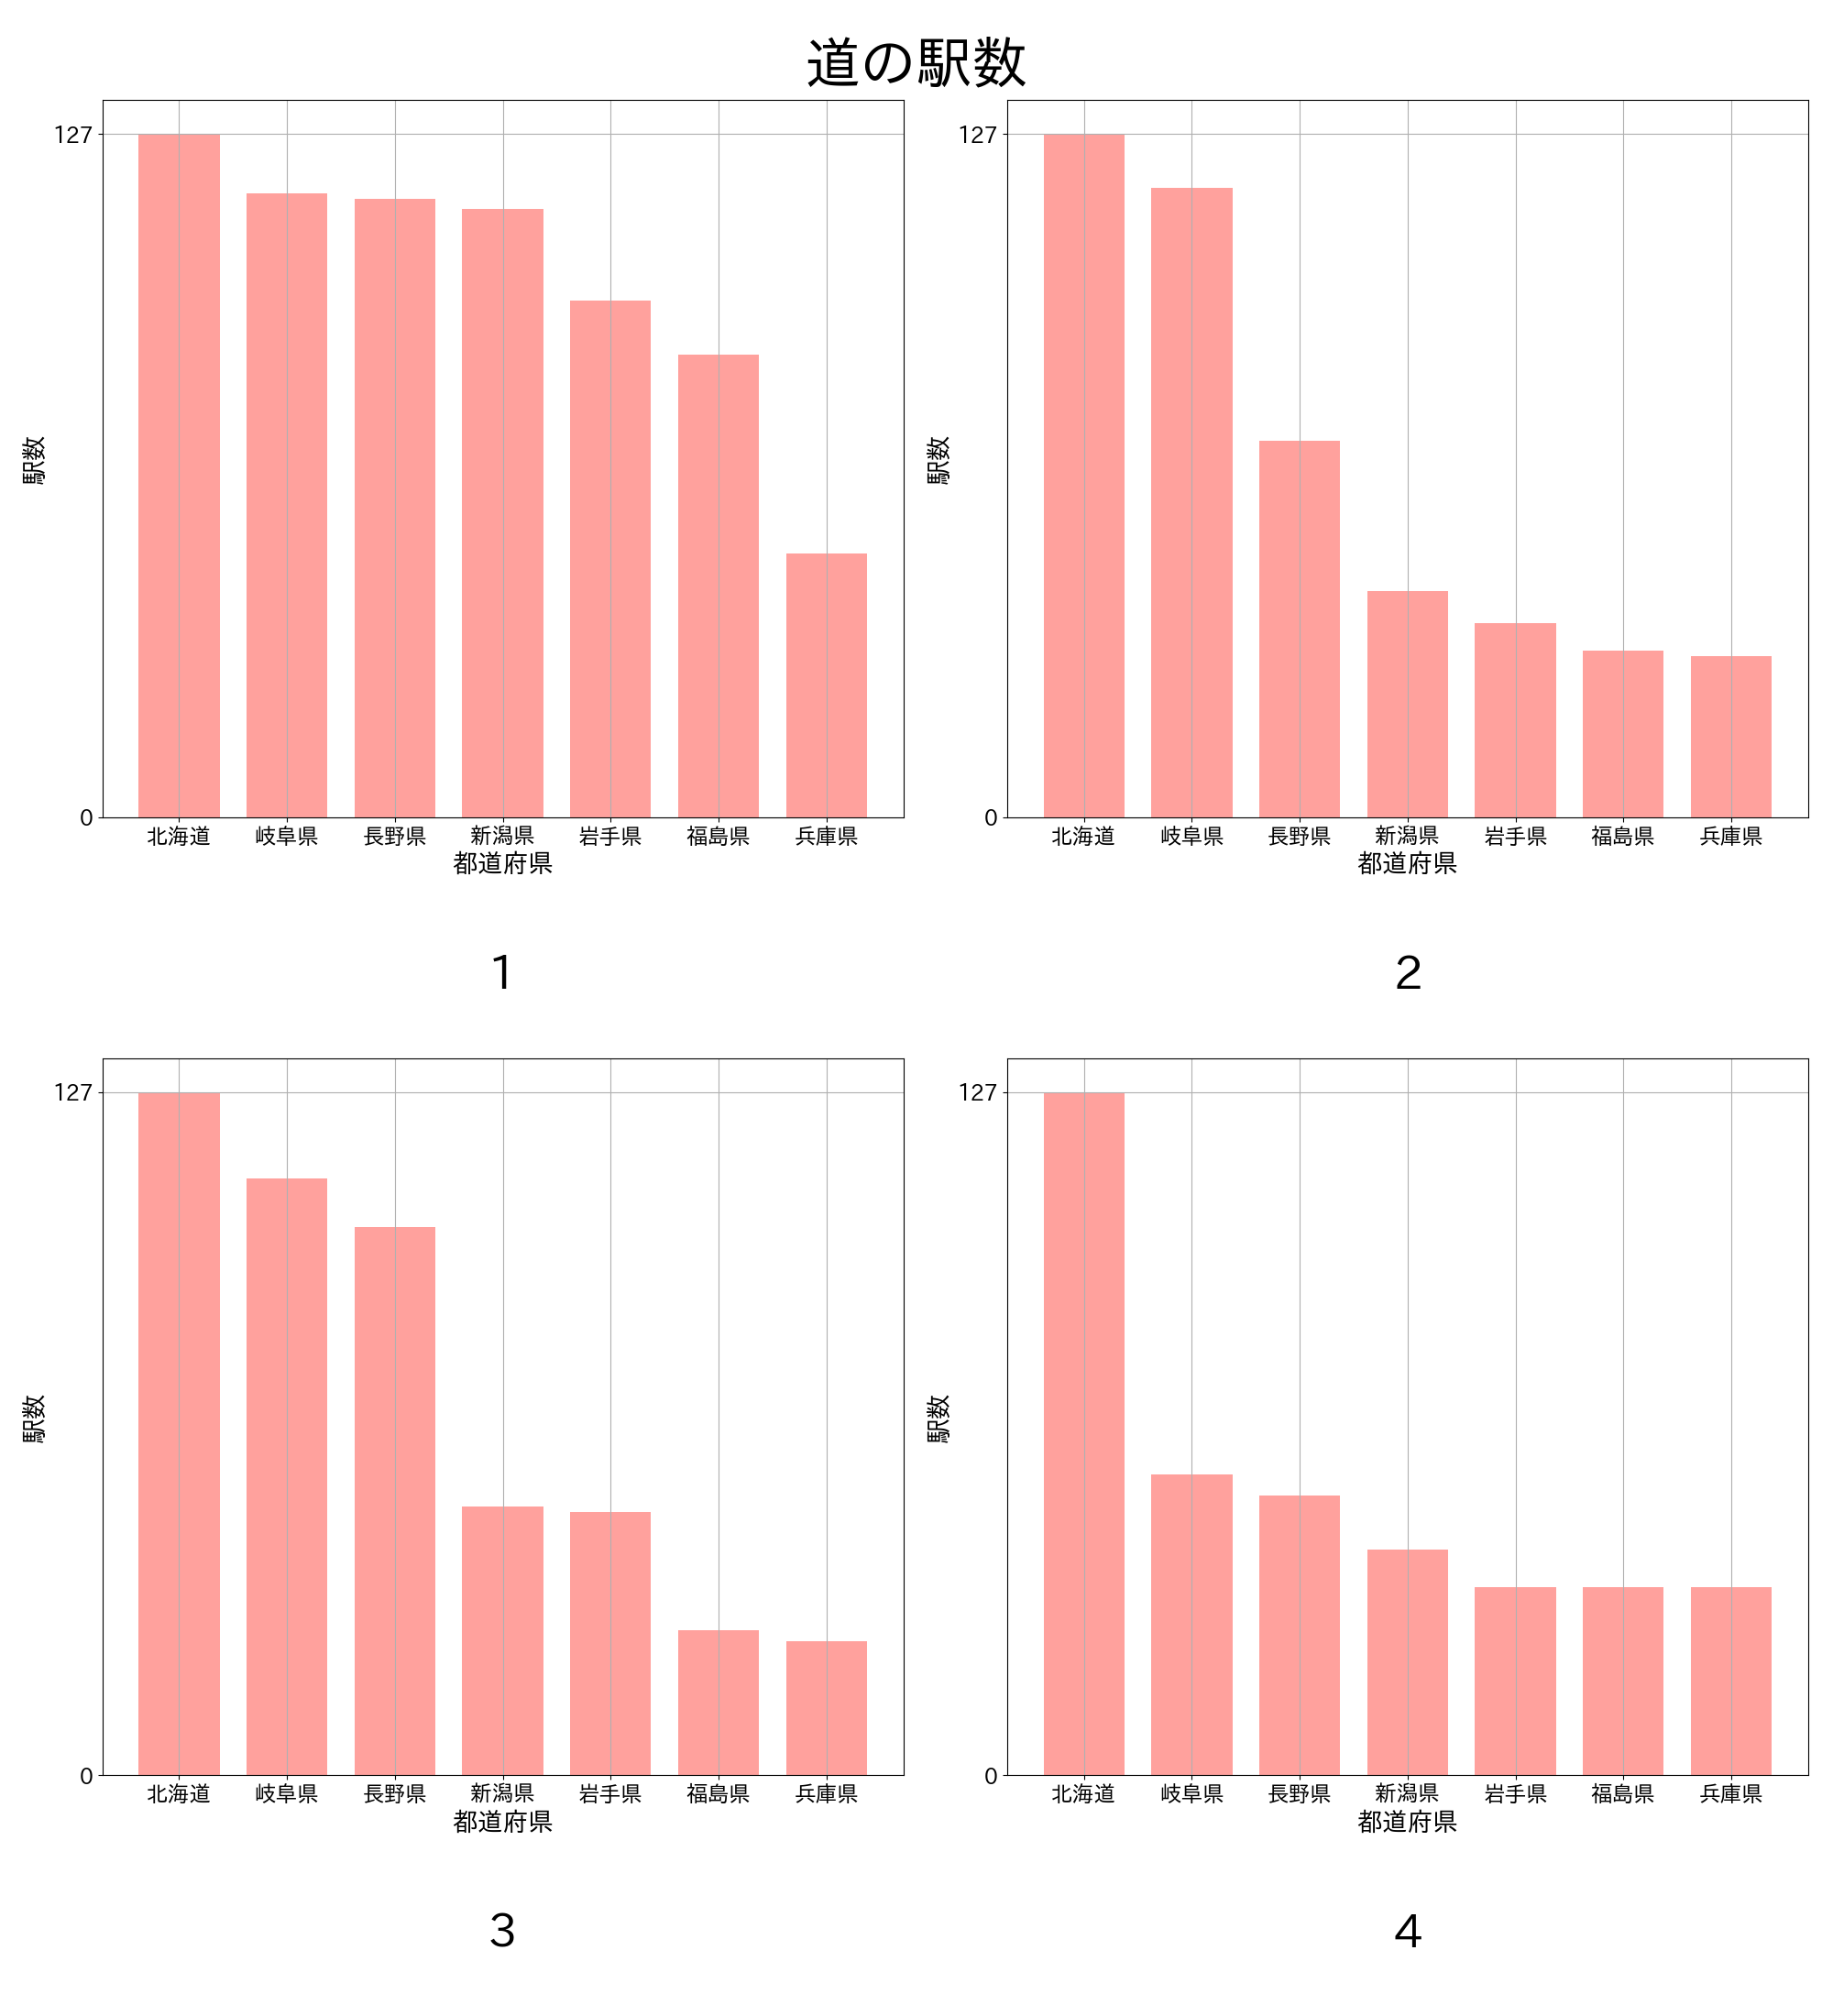 道の駅数
127
0
駅数
北海道 岐阜県 長野県 新潟県 岩手県 福島県 兵庫県
都道府県
1
127
0
駅数
北海道 岐阜県 長野県 新潟県 岩手県 福島県 兵庫県
都道府県
2
127
0
駅数
北海道 岐阜県 長野県 新潟県 岩手県 福島県 兵庫県
都道府県
3
127
0
駅数
北海道 岐阜県 長野県 新潟県 岩手県 福島県 兵庫県
都道府県
4